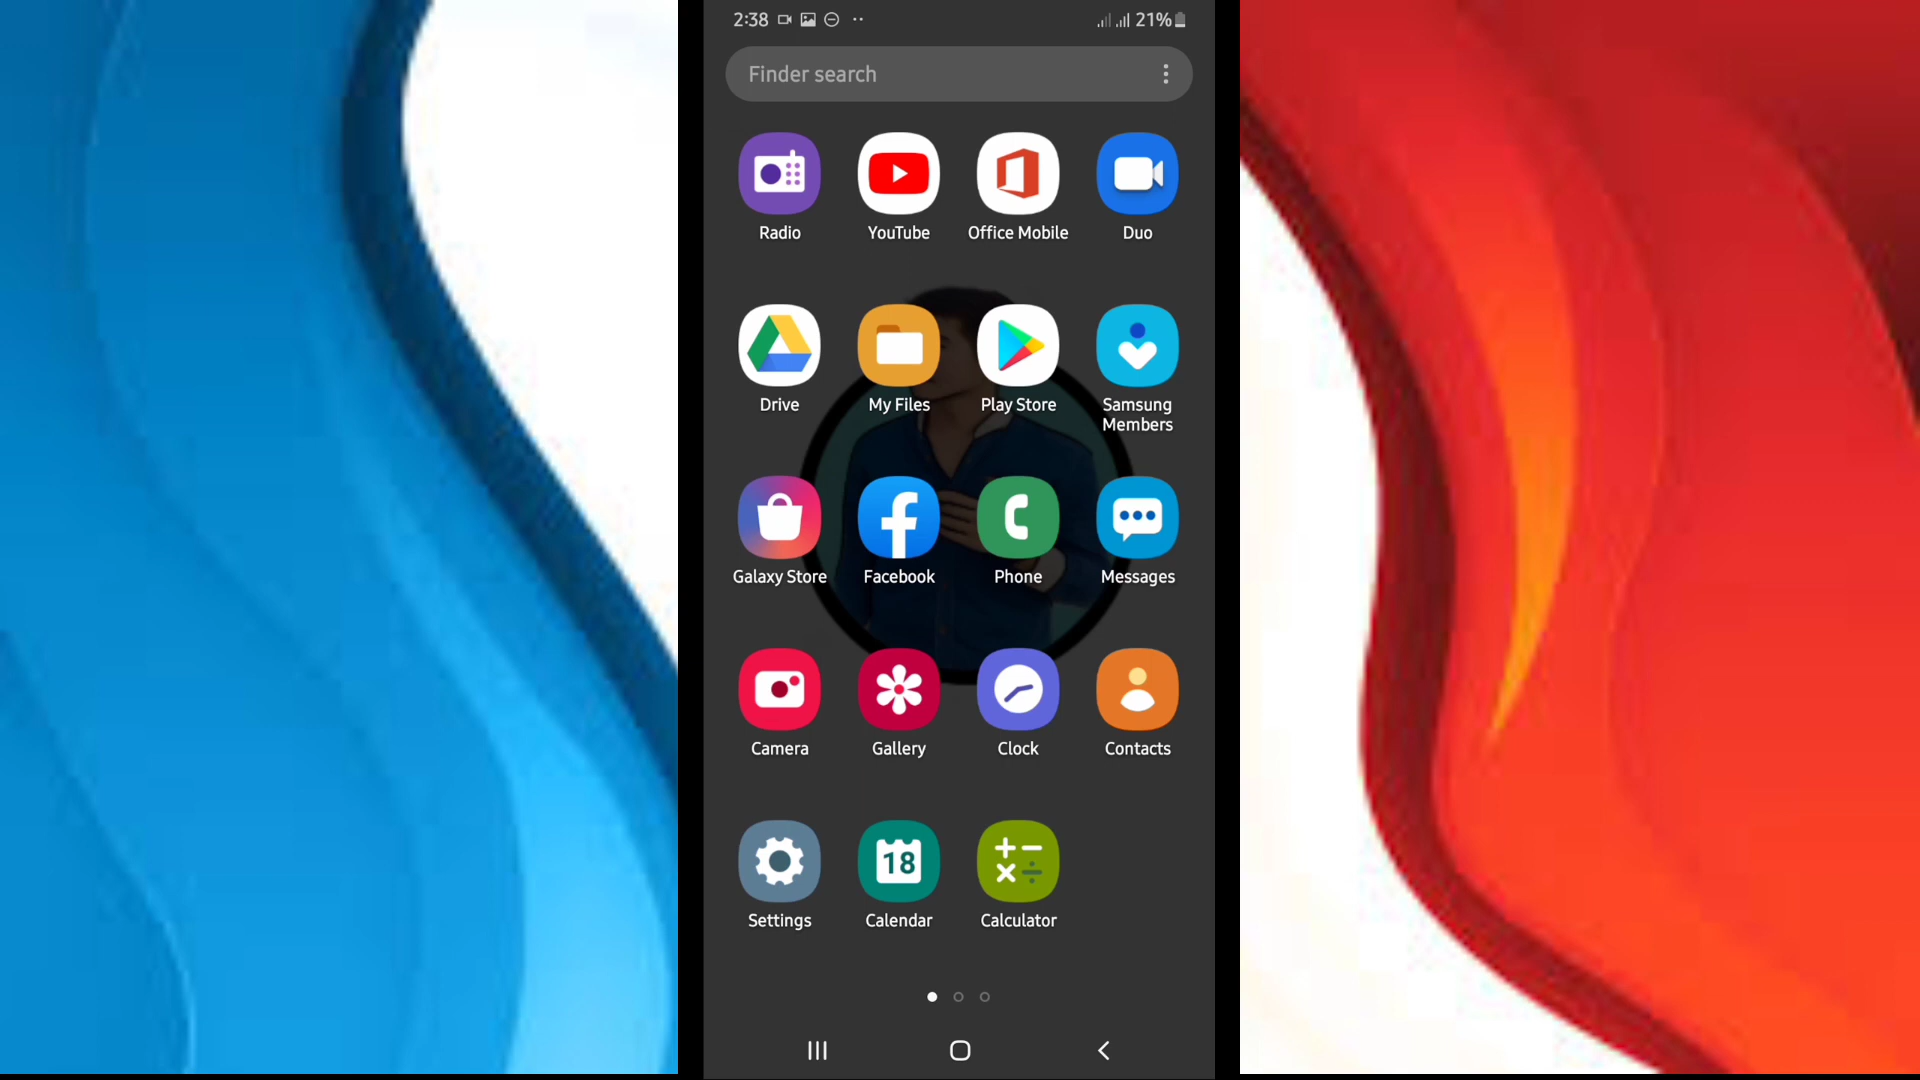 2:38 21%
Finder search
Radio YouTube Office Mobile Duo
Drive My Files Play Store Samsung
Members
Galaxy Store Facebook Phone Messages
Camera Gallery Clock Contacts
18
Settings Calendar Calculator